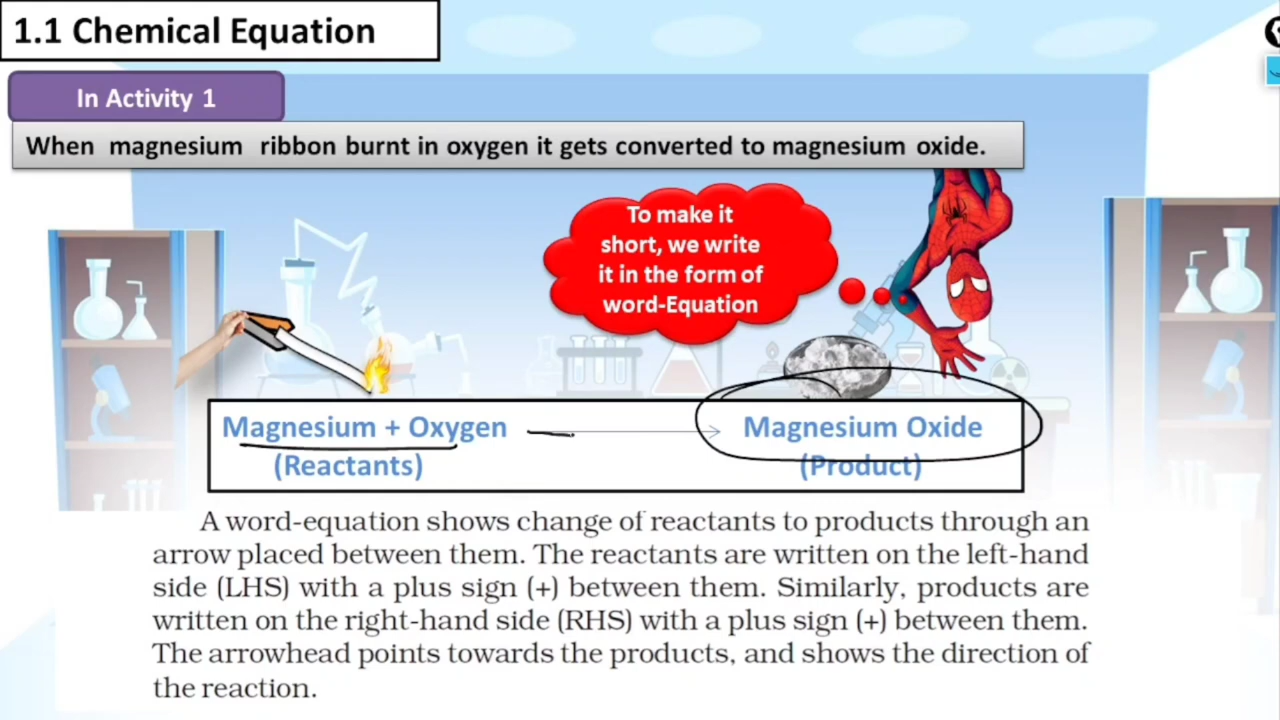 1.1 Chemical Equation
In Activity 1
When magnesium ribbon burnt in oxygen it gets converted to magnesium oxide.
To make it
short, we write
it in the form of
word-Equation
Magnesium + Oxygen
Magnesium Oxide
(Reactants)
(Product)
A word-equation shows change of reactants to products through an
arrow placed between them. The reactants are written on the left-hand
side (LHS) with a plus sign (+) between them. Similarly, products are
written on the right-hand side (RHS) with a plus sign (+) between them.
The arrowhead points towards the products, and shows the direction of
the reaction.